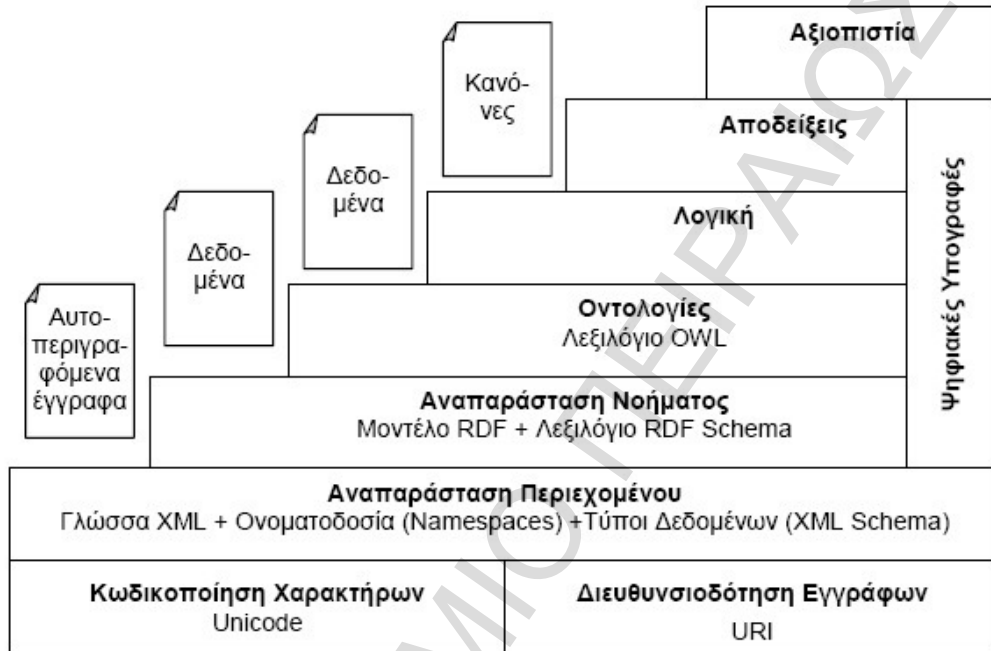 Αξιοπιστία
Κανό-
νες
Αποδείξεις
Δεδο-
μένα
Λογική
Δεδο-
μένα
Οντολογίες
Λεξιλόγιο OWL
Αυτο-
περιγρα-
φόμενα
έγγραφα
Αναπαράσταση Νοήματος
Μοντέλο RDF + Λεξιλόγιο RDF Schema
Ψηφιακές Υπογραφές
Αναπαράσταση Περιεχομένου
Γλώσσα XML + Ονοματοδοσία (Namespaces) +Τύποι Δεδομένων (XML Schema)
Κωδικοποίηση Χαρακτήρων
Unicode
Διευθυνσιοδότηση Εγγράφων
URI
ΜΙΟ ΠΕΙΡΑΙΩΣ